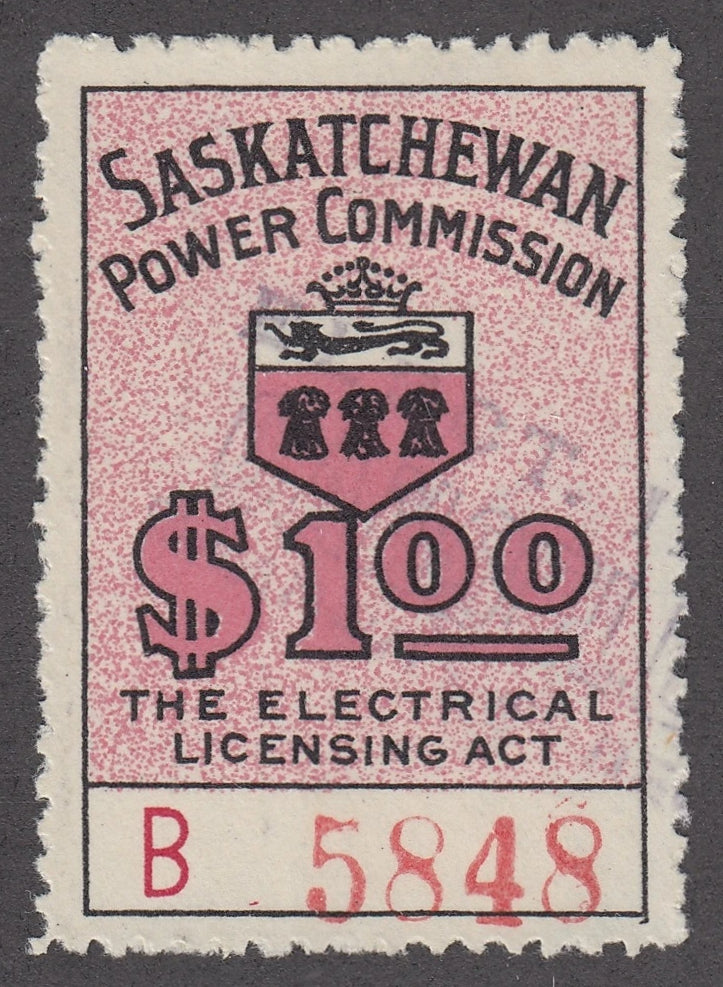 SASKATCHEWAN
POWER COMMISSION
$1.00
THE ELECTRICAL
LICENSING ACT
B 5848